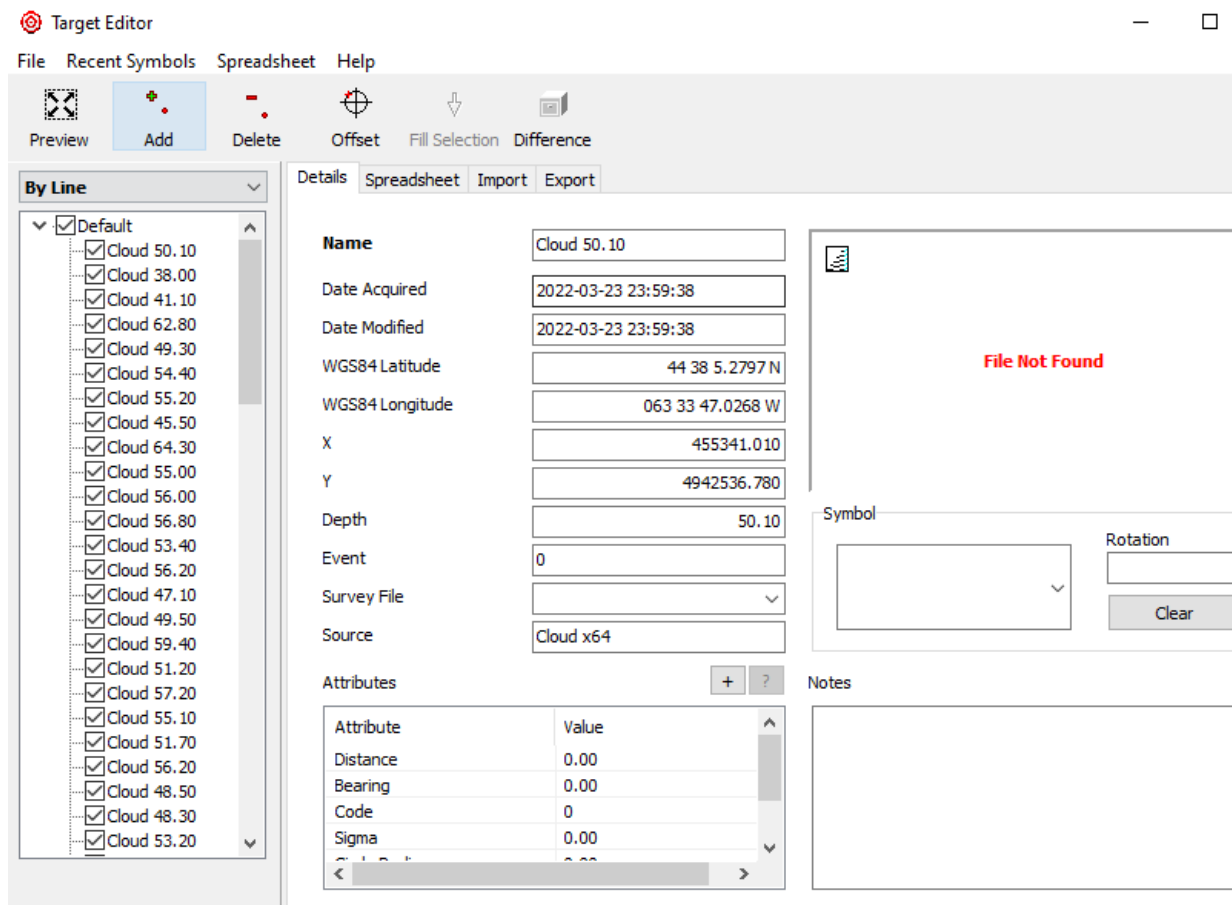 Target Editor
File Recent Symbols Spreadsheet Help
Preview Add Delete Offset Fill Selection Difference
By Line
Default
Cloud 50.10
Cloud 38.00
Cloud 41.10
Cloud 62.80
Cloud 49.30
Cloud 54.40
Cloud 55.20
Cloud 45.50
Cloud 64.30
Cloud 55.00
Cloud 56.00
Cloud 56.80
Cloud 53.40
Cloud 56.20
Cloud 47.10
Cloud 49.50
Cloud 59.40
Cloud 51.20
Cloud 57.20
Cloud 55.10
Cloud 51.70
Cloud 56.20
Cloud 48.50
Cloud 48.30
Cloud 53.20
Details Spreadsheet Import Export
Name Cloud 50.10
Date Acquired 2022-03-23 23:59:38
Date Modified 2022-03-23 23:59:38
WGS84 Latitude 44 38 5.2797 N
WGS84 Longitude 063 33 47.0268 W
X 455341.010
Y 4942536.780
Depth 50.10
Event 0
Survey File
Source Cloud x64
Attributes + ?
Attribute Value
Distance 0.00
Bearing 0.00
Code 0
Sigma 0.00
File Not Found
Symbol
Rotation
Clear
Notes